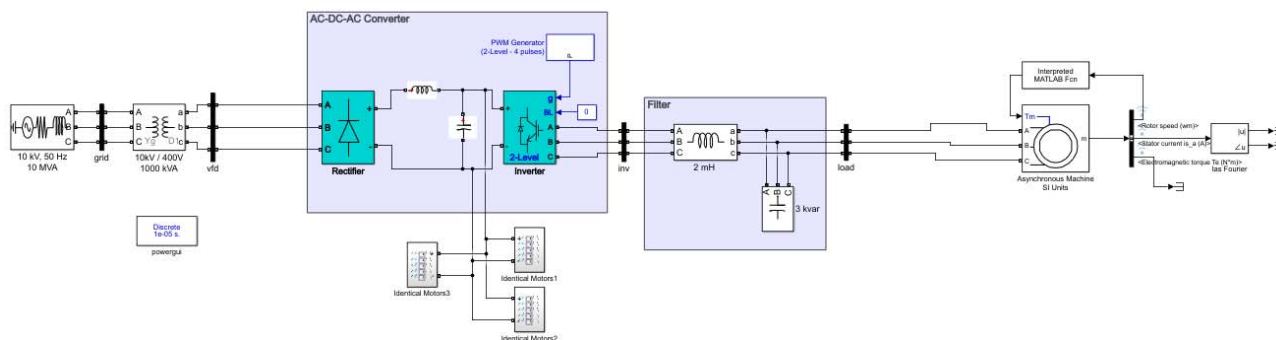 AC-DC-AC Converter
PWM Generator
(2-Level - 4 pulses)
P
g
BL
0
+
-
A
B
C
+
-
A
B
C
2-Level
Rectifier
Inverter
A
B
C
10 kV, 50 Hz
10 MVA
grid
A
B
C
a
b
c
Yg
D1
10kV / 400V
1000 kVA
vfd
Discrete
1e-05 s.
powergui
Identical Motors3
Identical Motors1
Identical Motors2
inv
Filter
A
B
C
a
b
c
2 mH
A
B
C
3 kvar
load
Interpreted
MATLAB Fcn
Tm
A
B
C
m
Asynchronous Machine
SI Units
<Rotor speed (wm)>
<Stator current is_a (A)>
<Electromagnetic torque Te (N*m)>
|u|
∠u
Ias Fourier